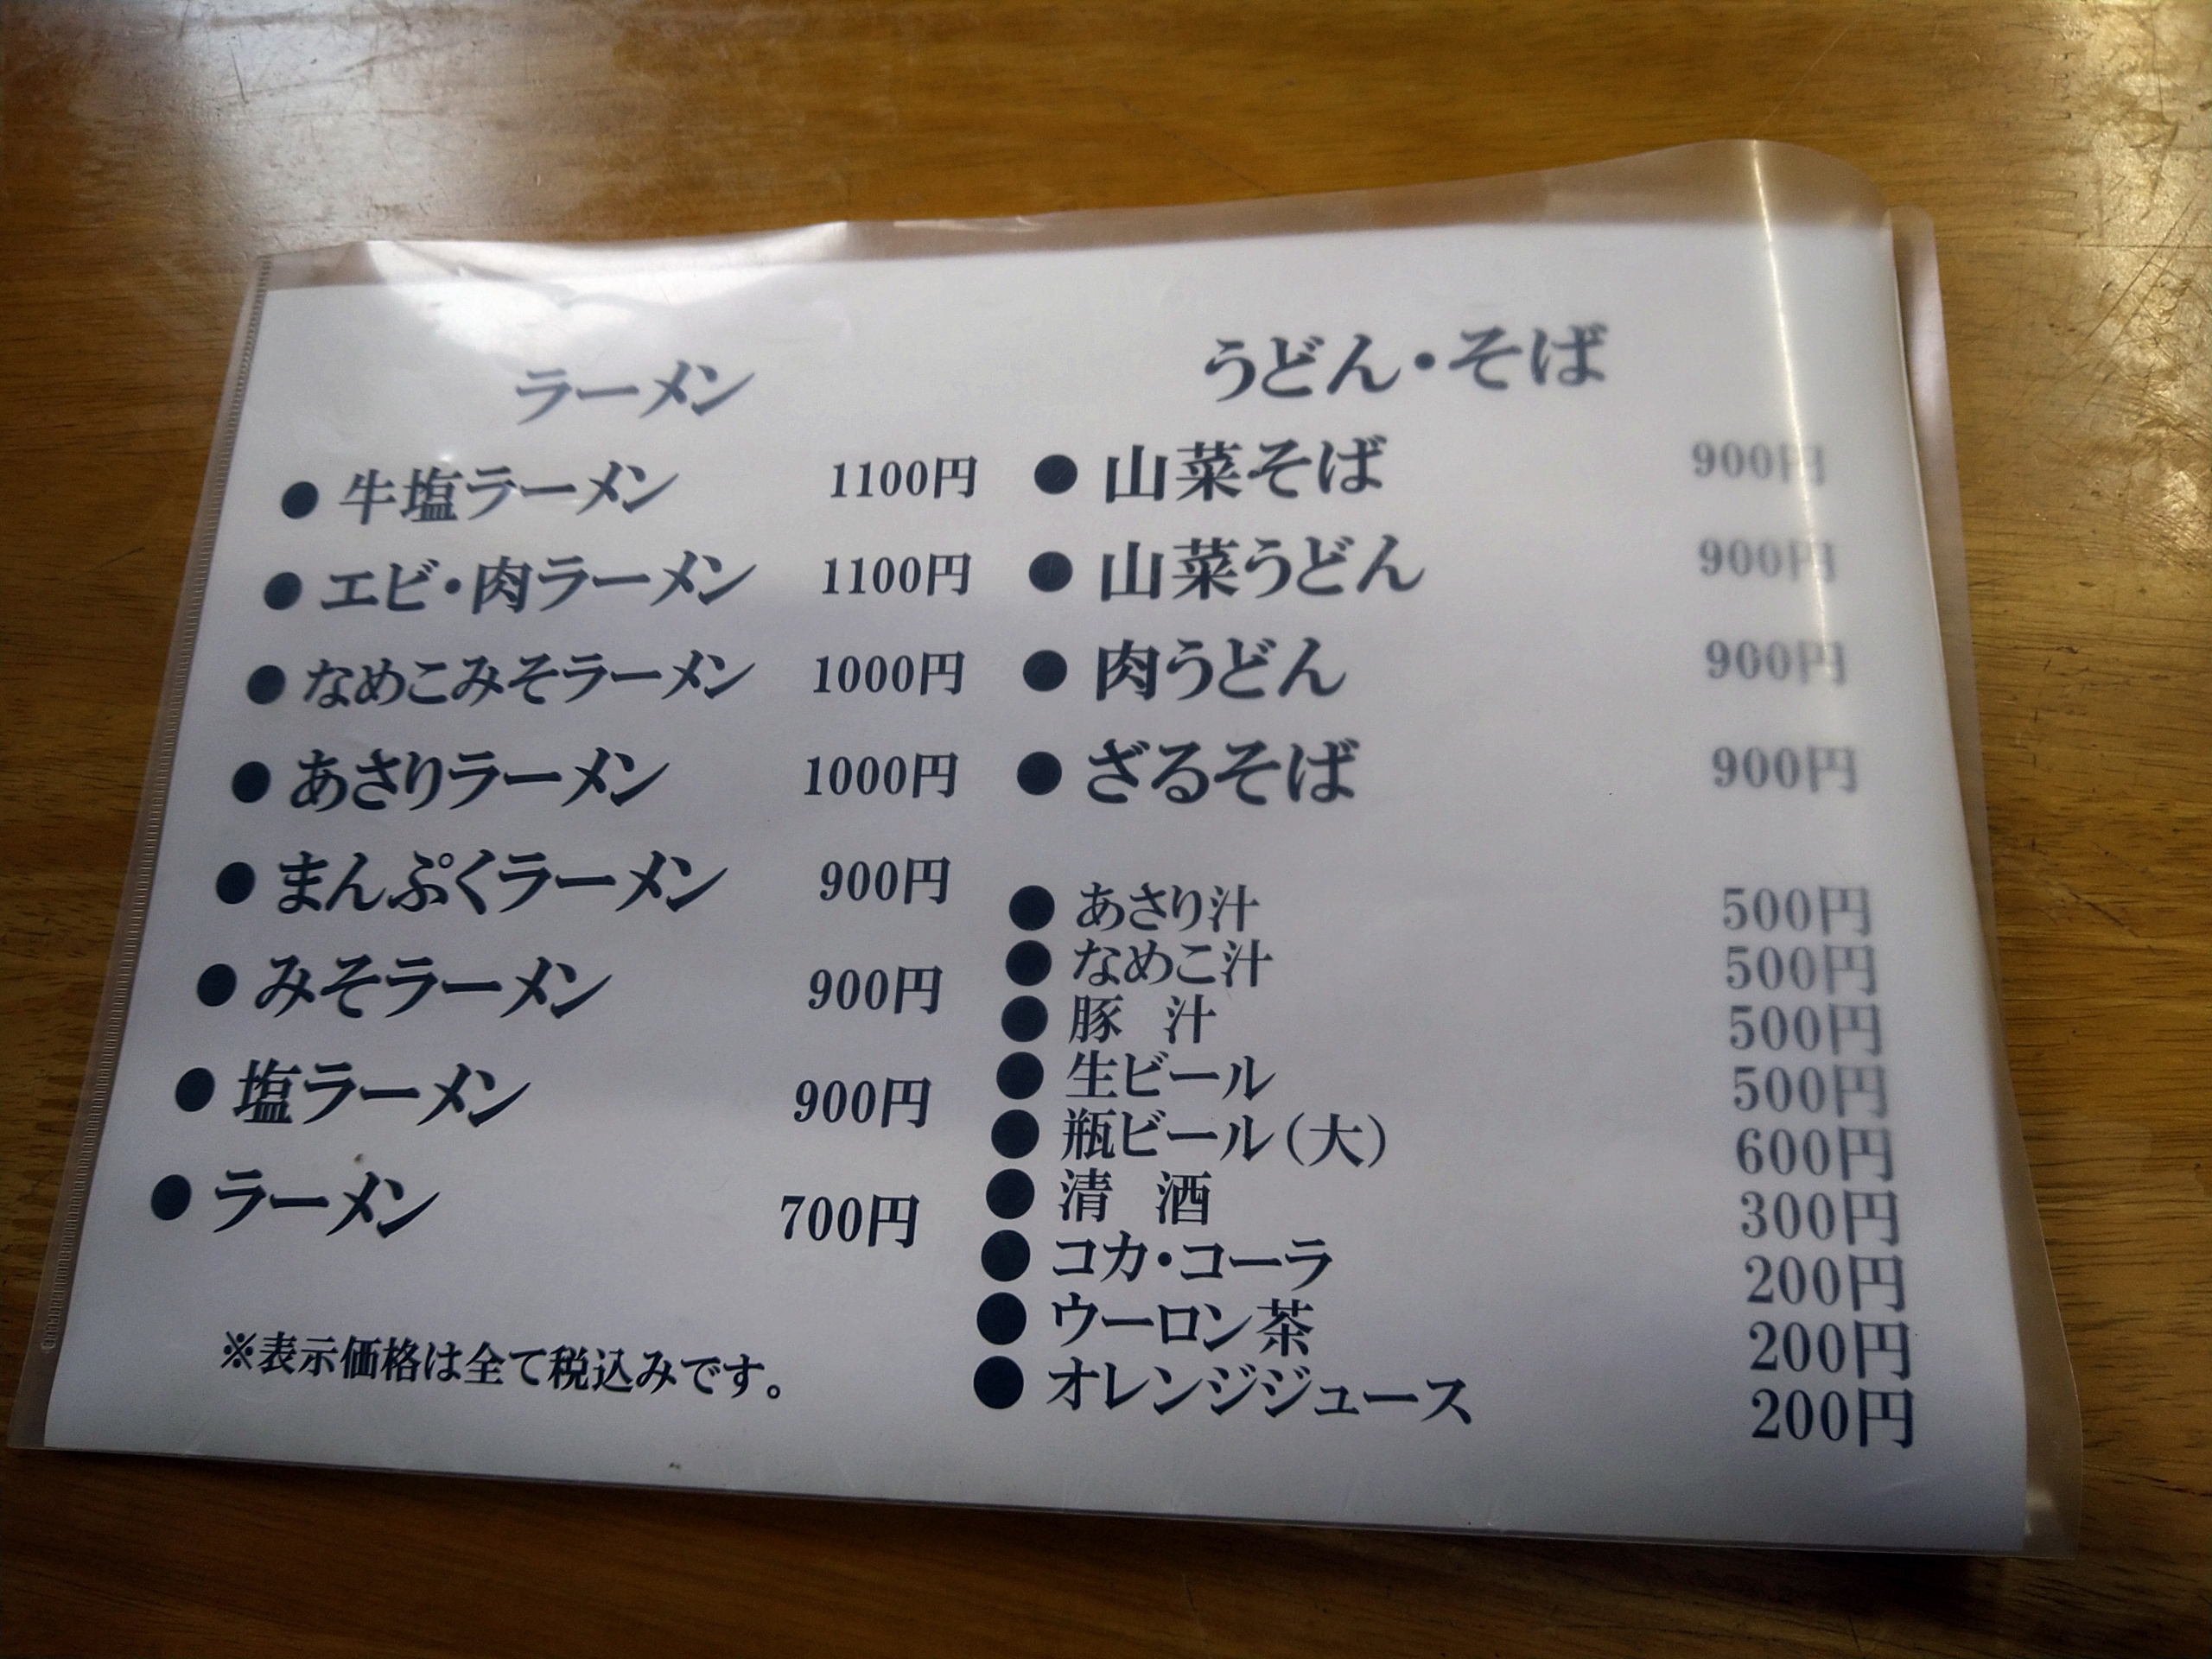 ラーメン
●牛塩ラーメン 1100円
●エビ・肉ラーメン 1100円
●なめこみそラーメン 1000円
●あさりラーメン 1000円
●まんぷくラーメン 900円
●みそラーメン 900円
●塩ラーメン 900円
●ラーメン 700円
※表示価格は全て税込みです。
うどん・そば
●山菜そば 900円
●山菜うどん 900円
●肉うどん 900円
●ざるそば 900円
●あさり汁 500円
●なめこ汁 500円
●豚 汁 500円
●生ビール 500円
●瓶ビール(大) 600円
●清 酒 300円
●コカ・コーラ 200円
●ウーロン茶 200円
●オレンジジュース 200円